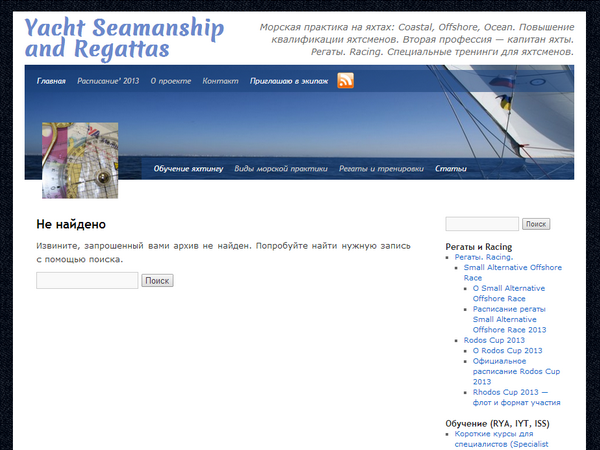 Yacht Seamanship
and Regattas
Морская практика на яхтах: Coastal, Offshore, Ocean. Повышение
квалификации яхтсменов. Вторая профессия — капитан яхты.
Регаты. Racing. Специальные тренинги для яхтсменов.
Главная Расписание' 2013 О проекте Контакт Приглашаю в экипаж
Обучение яхтингу Виды морской практики Регаты и тренировки Статьи
Не найдено
Извините, запрошенный вами архив не найден. Попробуйте найти нужную запись
с помощью поиска.
Поиск
Поиск
Регаты и Racing
Регаты. Racing.
Small Alternative Offshore
Race
О Small Alternative
Offshore Race
Расписание регаты
Small Alternative
Offshore Race 2013
Rodos Cup 2013
О Rodos Cup 2013
Официальное
расписание Rodos Cup
2013
Rhodos Cup 2013 —
флот и формат участия
Обучение (RYA, IYT, ISS)
Короткие курсы для
специалистов (Specialist